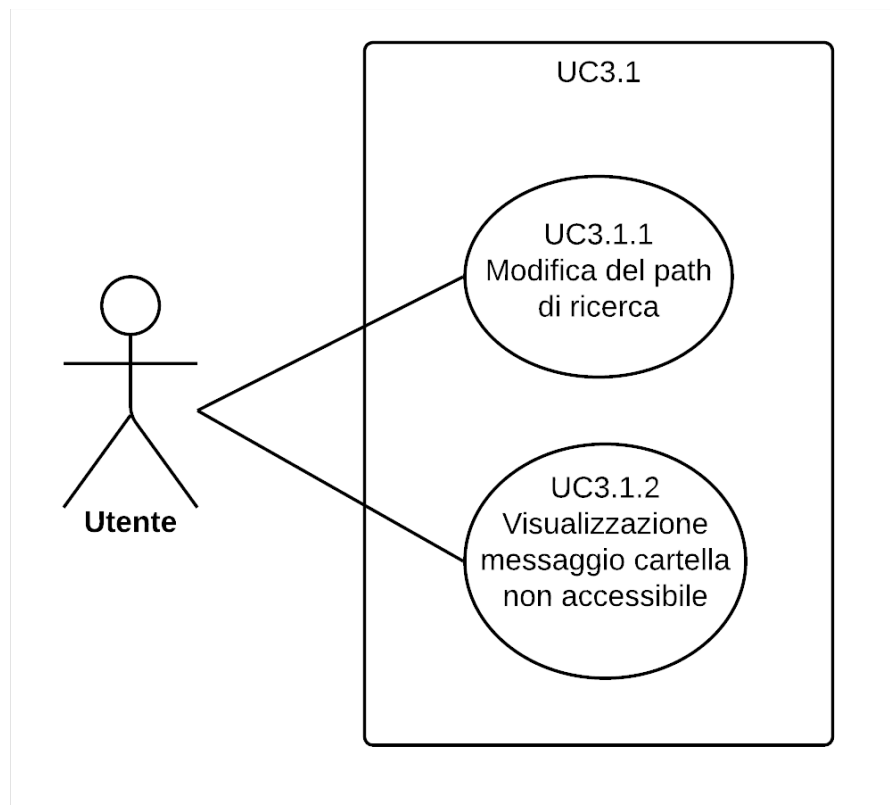 UC3.1
UC3.1.1
Modifica del path
di ricerca
UC3.1.2
Visualizzazione
messaggio cartella
non accessibile
Utente